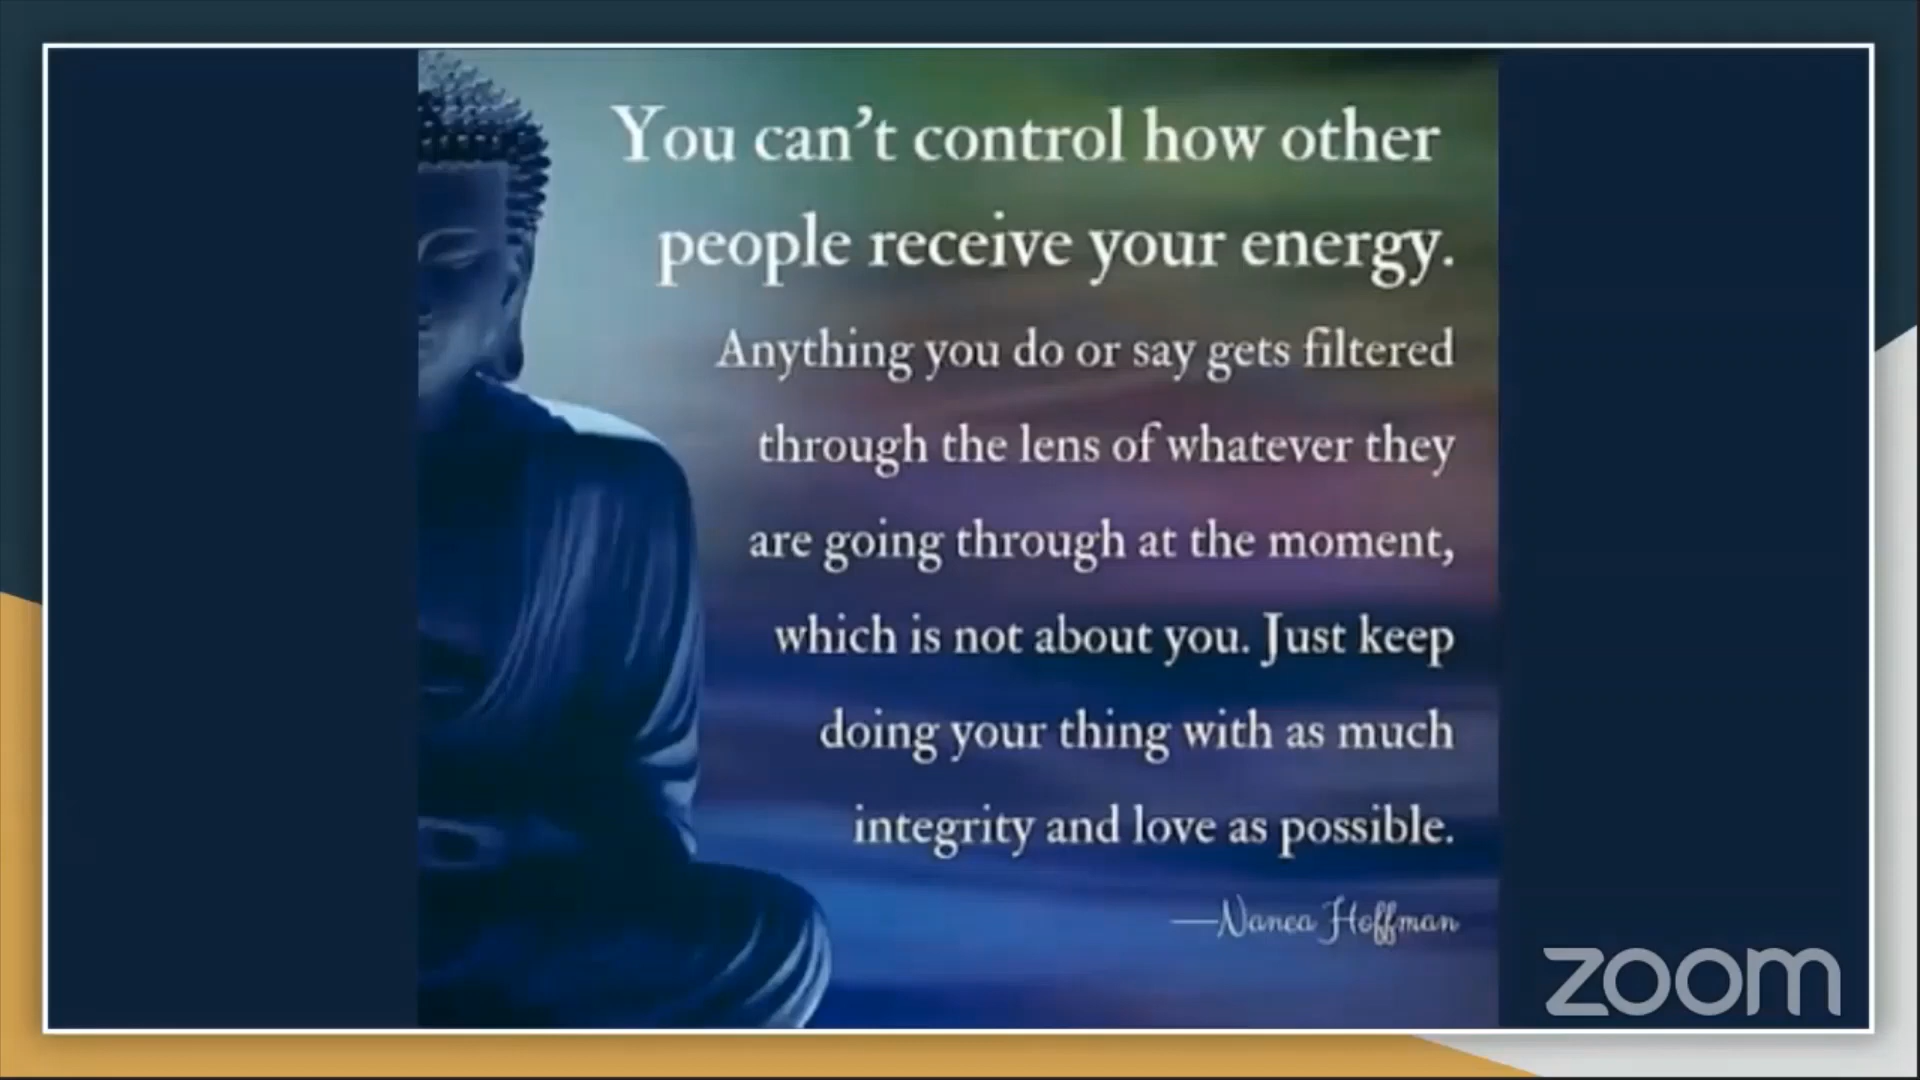 You can’t control how other
people receive your energy.
Anything you do or say gets filtered
through the lens of whatever they
are going through at the moment,
which is not about you. Just keep
doing your thing with as much
integrity and love as possible.
—Nanea Hoffman
zoom